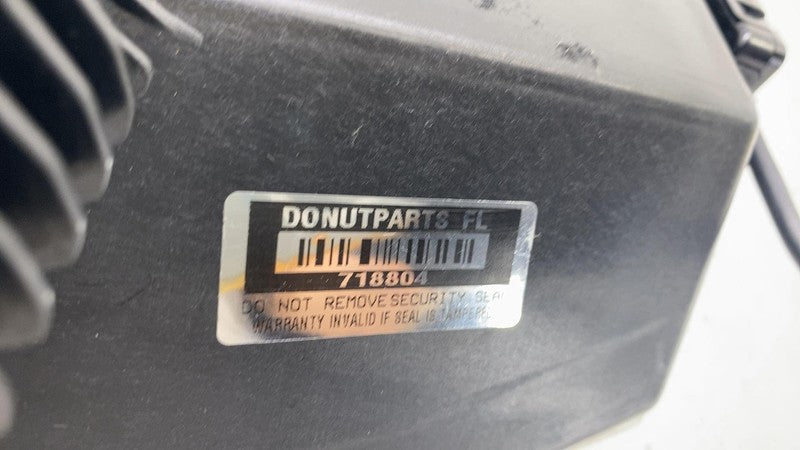 DONUTPARTS FL
718804
DO NOT REMOVE SECURITY SEAL
WARRANTY INVALID IF SEAL IS TAMPERED